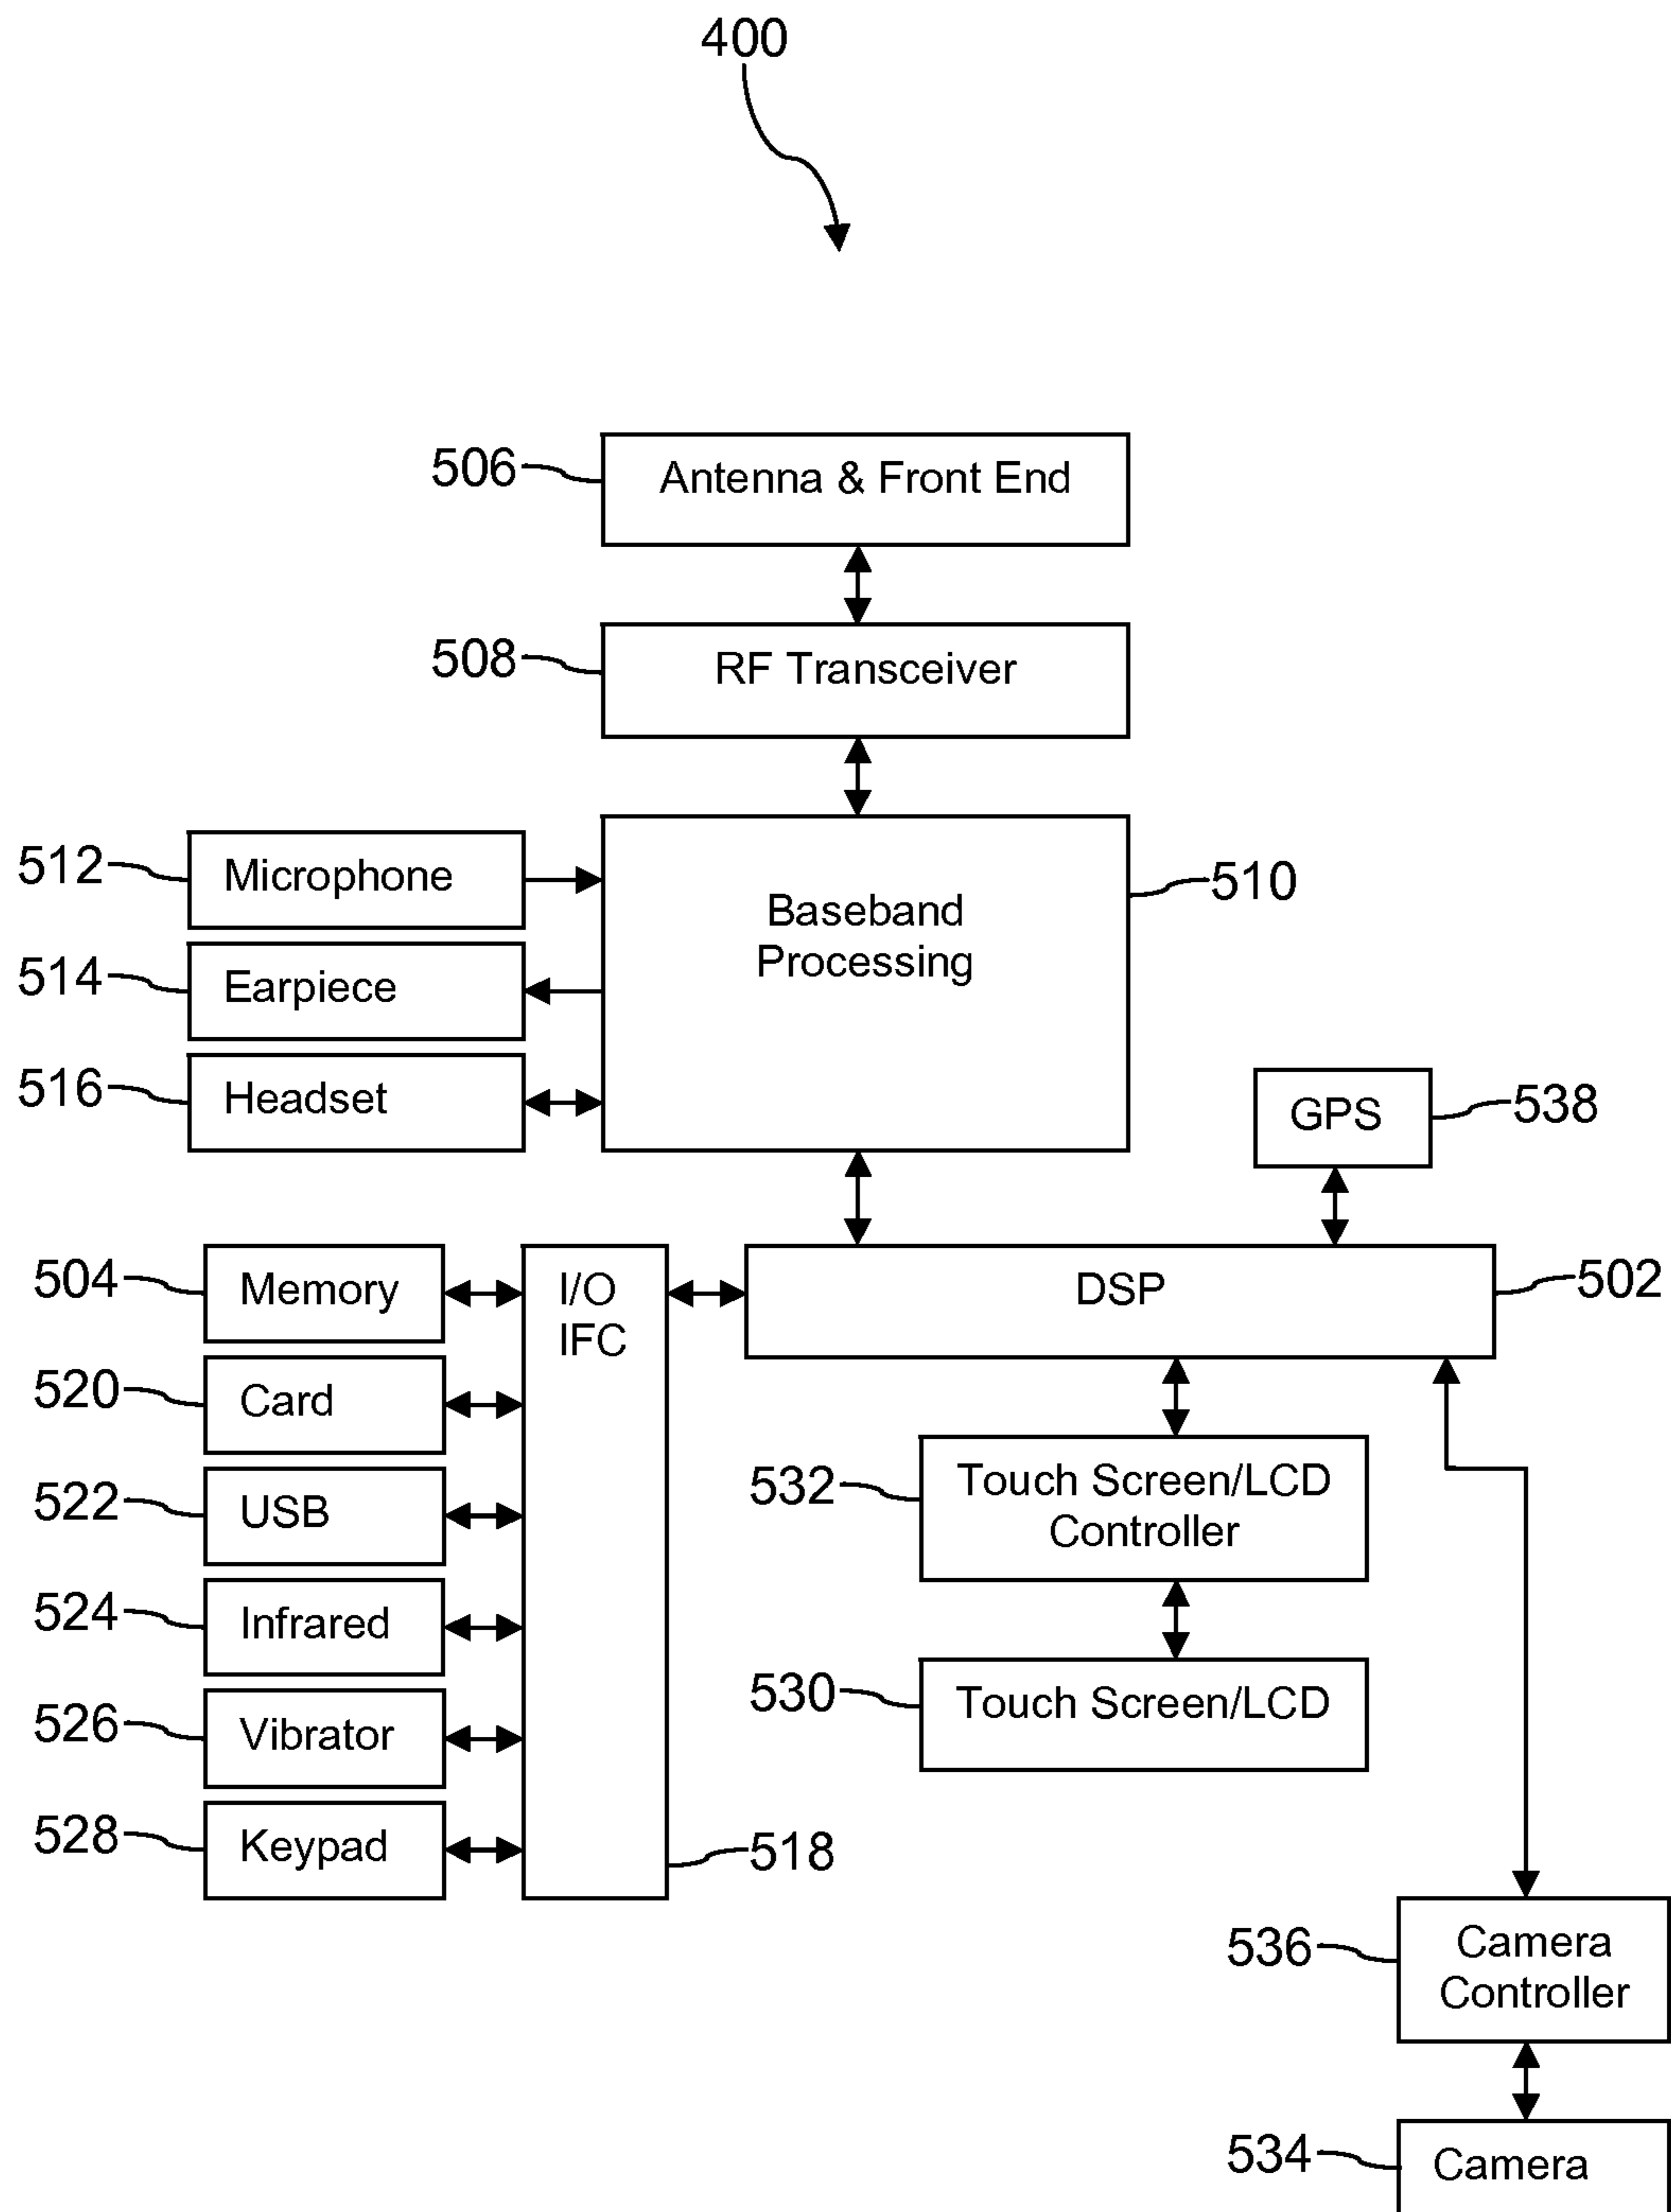 400
506
Antenna & Front End
508
RF Transceiver
512
Microphone
510
Baseband
Processing
514
Earpiece
516
Headset
GPS
538
504
Memory
I/O
IFC
DSP
502
520
Card
522
USB
532
Touch Screen/LCD
Controller
524
Infrared
530
Touch Screen/LCD
526
Vibrator
528
Keypad
518
536
Camera
Controller
534
Camera